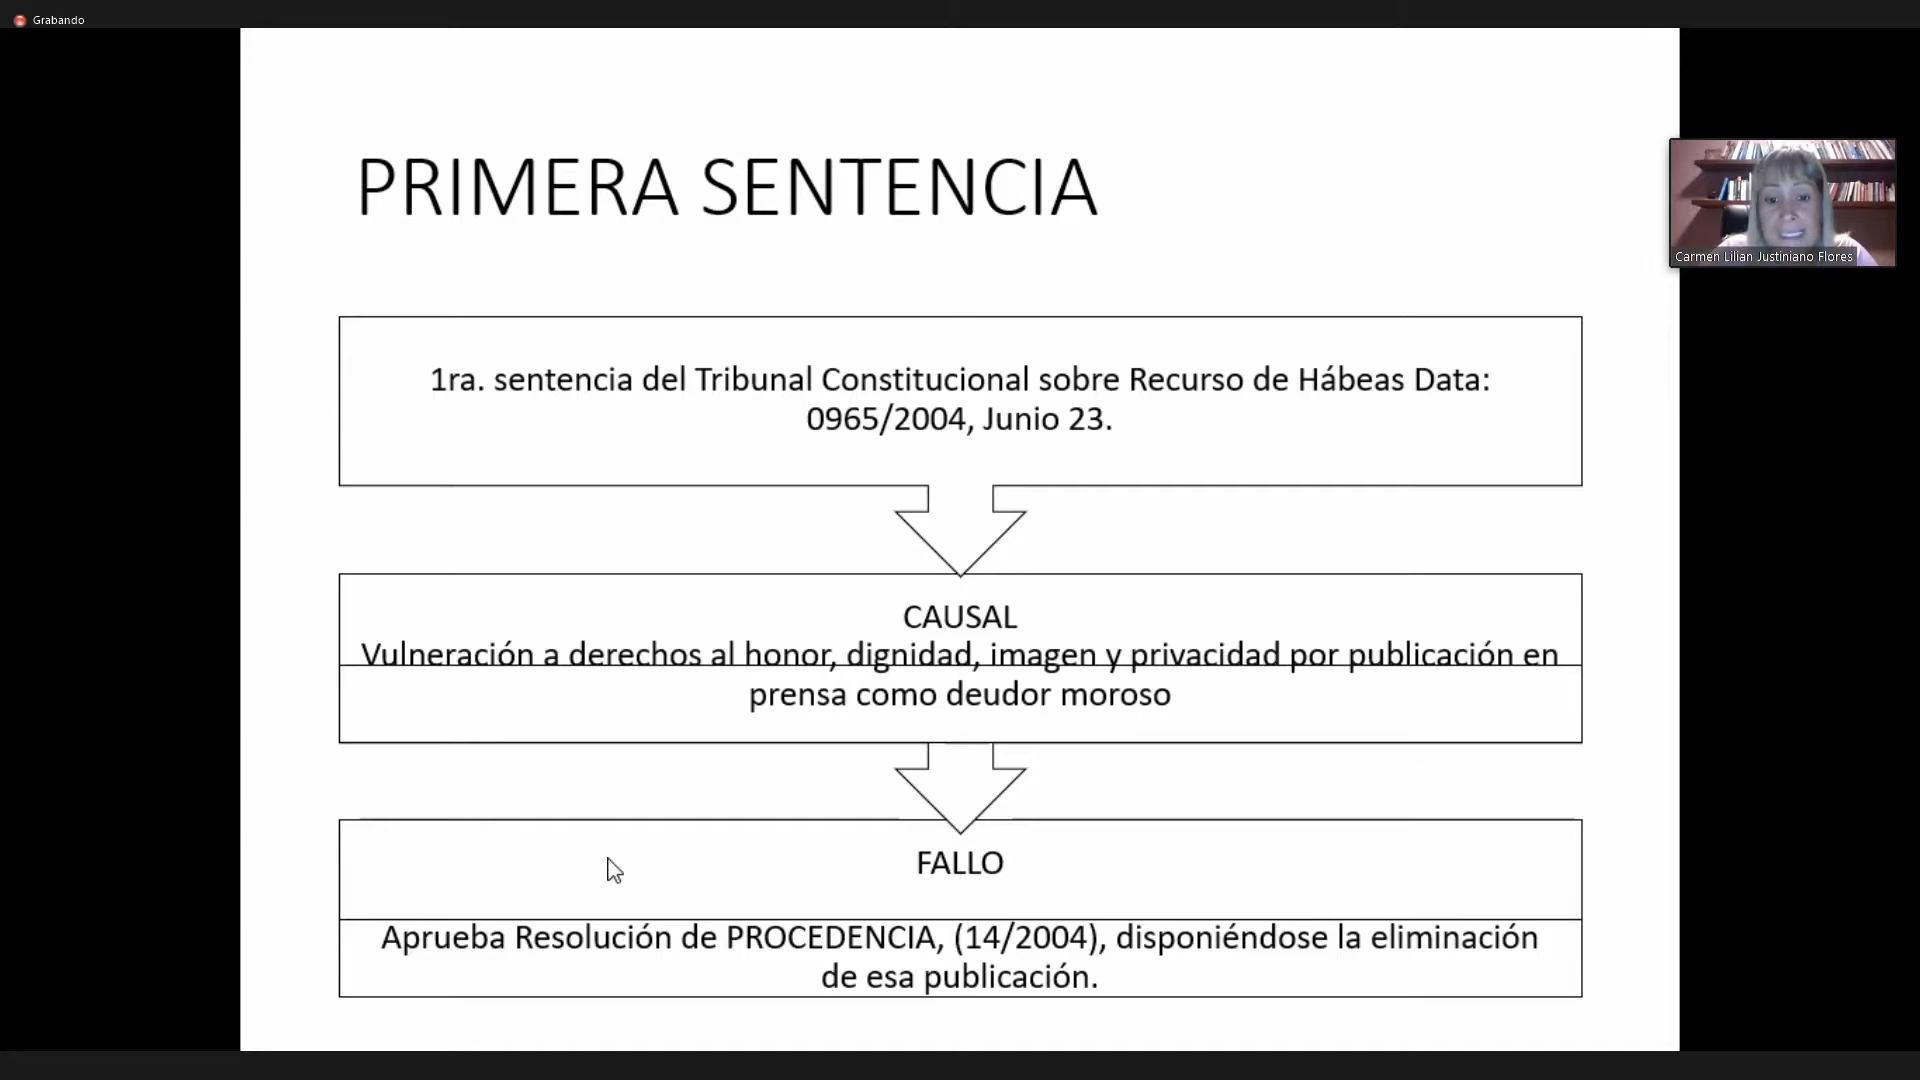 Grabando
PRIMERA SENTENCIA
Carmen Lilian Justiniano Flores
1ra. sentencia del Tribunal Constitucional sobre Recurso de Hábeas Data:
0965/2004, Junio 23.
CAUSAL
Vulneración a derechos al honor, dignidad, imagen y privacidad por publicación en
prensa como deudor moroso
FALLO
Aprueba Resolución de PROCEDENCIA, (14/2004), disponiéndose la eliminación
de esa publicación.